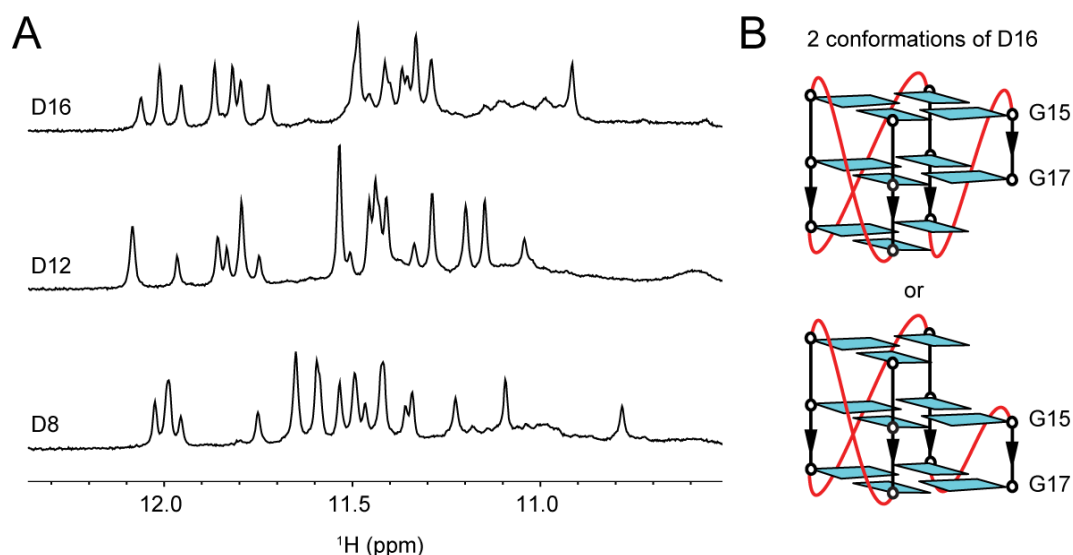 A
D16
D12
D8
12.0 11.5 11.0
¹H (ppm)
B
2 conformations of D16
G15
G17
or
G15
G17